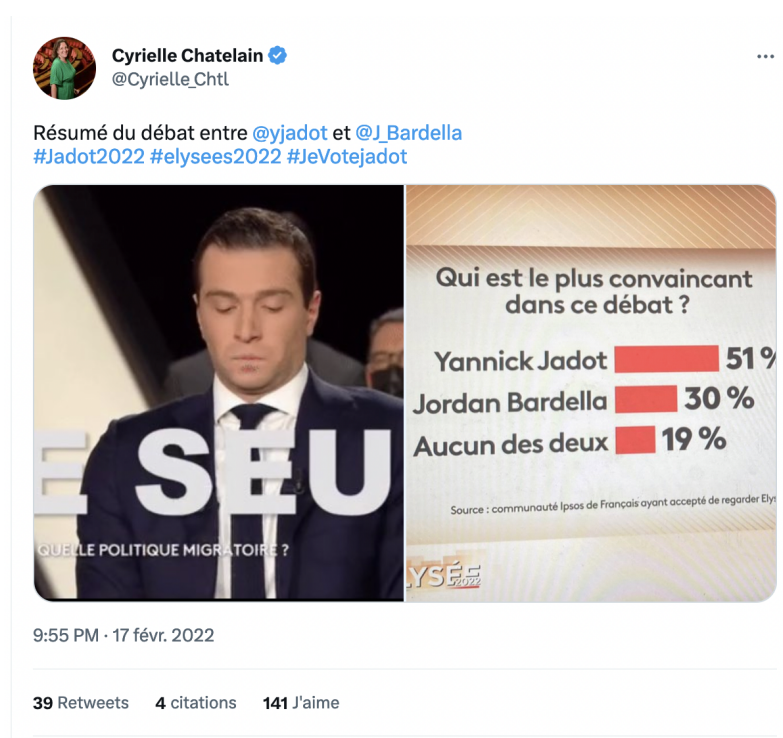 Cyrielle Chatelain
@Cyrielle_Chtl
Résumé du débat entre @yjadot et @J_Bardella
#Jadot2022 #elysees2022 #JeVotejadot
E SEU
QUELLE POLITIQUE MIGRATOIRE ?
Qui est le plus convaincant
dans ce débat ?
Yannick Jadot 51 %
Jordan Bardella 30 %
Aucun des deux 19 %
Source : communauté Ipsos de Français ayant accepté de regarder Ely
LYSÉE
2022
9:55 PM · 17 févr. 2022
39 Retweets 4 citations 141 J'aime